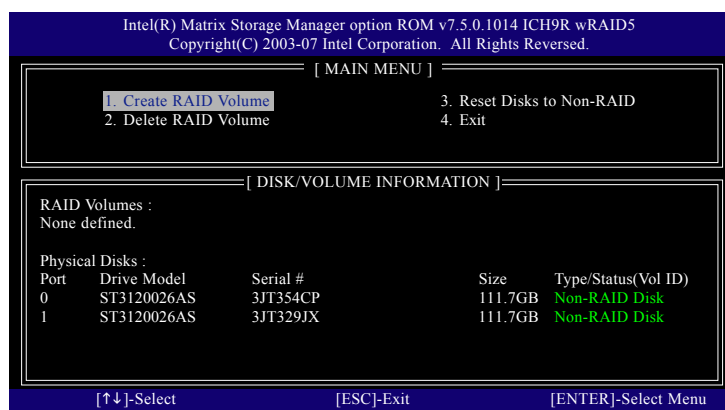 Intel(R) Matrix Storage Manager option ROM v7.5.0.1014 ICH9R wRAID5
Copyright(C) 2003-07 Intel Corporation. All Rights Reversed.
[ MAIN MENU ]
1. Create RAID Volume 3. Reset Disks to Non-RAID
2. Delete RAID Volume 4. Exit
[ DISK/VOLUME INFORMATION ]
RAID Volumes :
None defined.
Physical Disks :
Port Drive Model Serial # Size Type/Status(Vol ID)
0 ST3120026AS 3JT354CP 111.7GB Non-RAID Disk
1 ST3120026AS 3JT329JX 111.7GB Non-RAID Disk
[↑↓]-Select [ESC]-Exit [ENTER]-Select Menu